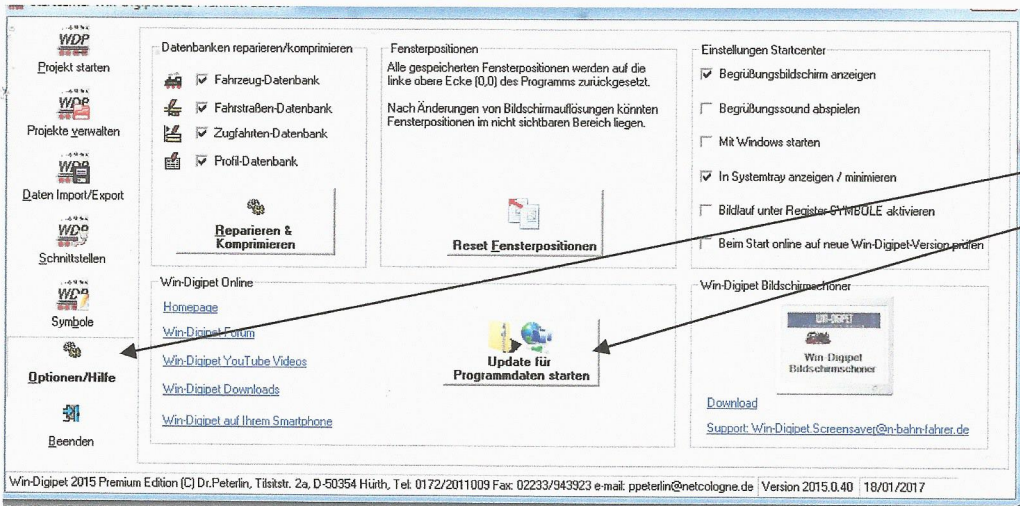 WDP
Projekt starten
WDP
Projekte verwalten
WDP
Daten Import/Export
WDP
Schnittstellen
WDP
Symbole
Optionen/Hilfe
Beenden
Datenbanken reparieren/komprimieren
Fahrzeug-Datenbank
Fahrstraßen-Datenbank
Zugfahrten-Datenbank
Profil-Datenbank
Reparieren &
Komprimieren
Fensterpositionen
Alle gespeicherten Fensterpositionen werden auf die
linke obere Ecke (0,0) des Programms zurückgesetzt.
Nach Änderungen von Bildschirmauflösungen könnten
Fensterpositionen im nicht sichtbaren Bereich liegen.
Reset Fensterpositionen
Einstellungen Startcenter
Begrüßungsbildschirm anzeigen
Begrüßungssound abspielen
Mit Windows starten
In Systemtray anzeigen / minimieren
Bildlauf unter Register SYMBOLE aktivieren
Beim Start online auf neue Win-Digipet-Version prüfen
Win-Digipet Online
Homepage
Win-Digipet Forum
Win-Digipet YouTube Videos
Win-Digipet Downloads
Win-Digipet auf Ihrem Smartphone
Update für
Programmdaten starten
Win-Digipet Bildschirmschoner
WIN-DIGIPET
Win-Digipet
Bildschirmschoner
Download
Support: Win-Digipet.Screensaver@n-bahn-fahrer.de
Win-Digipet 2015 Premium Edition (C) Dr.Peterlin, Tilsitstr. 2a, D-50354 Hürth, Tel: 0172/2011009 Fax: 02233/943923 e-mail: ppeterlin@netcologne.de Version 2015.0.40 18/01/2017